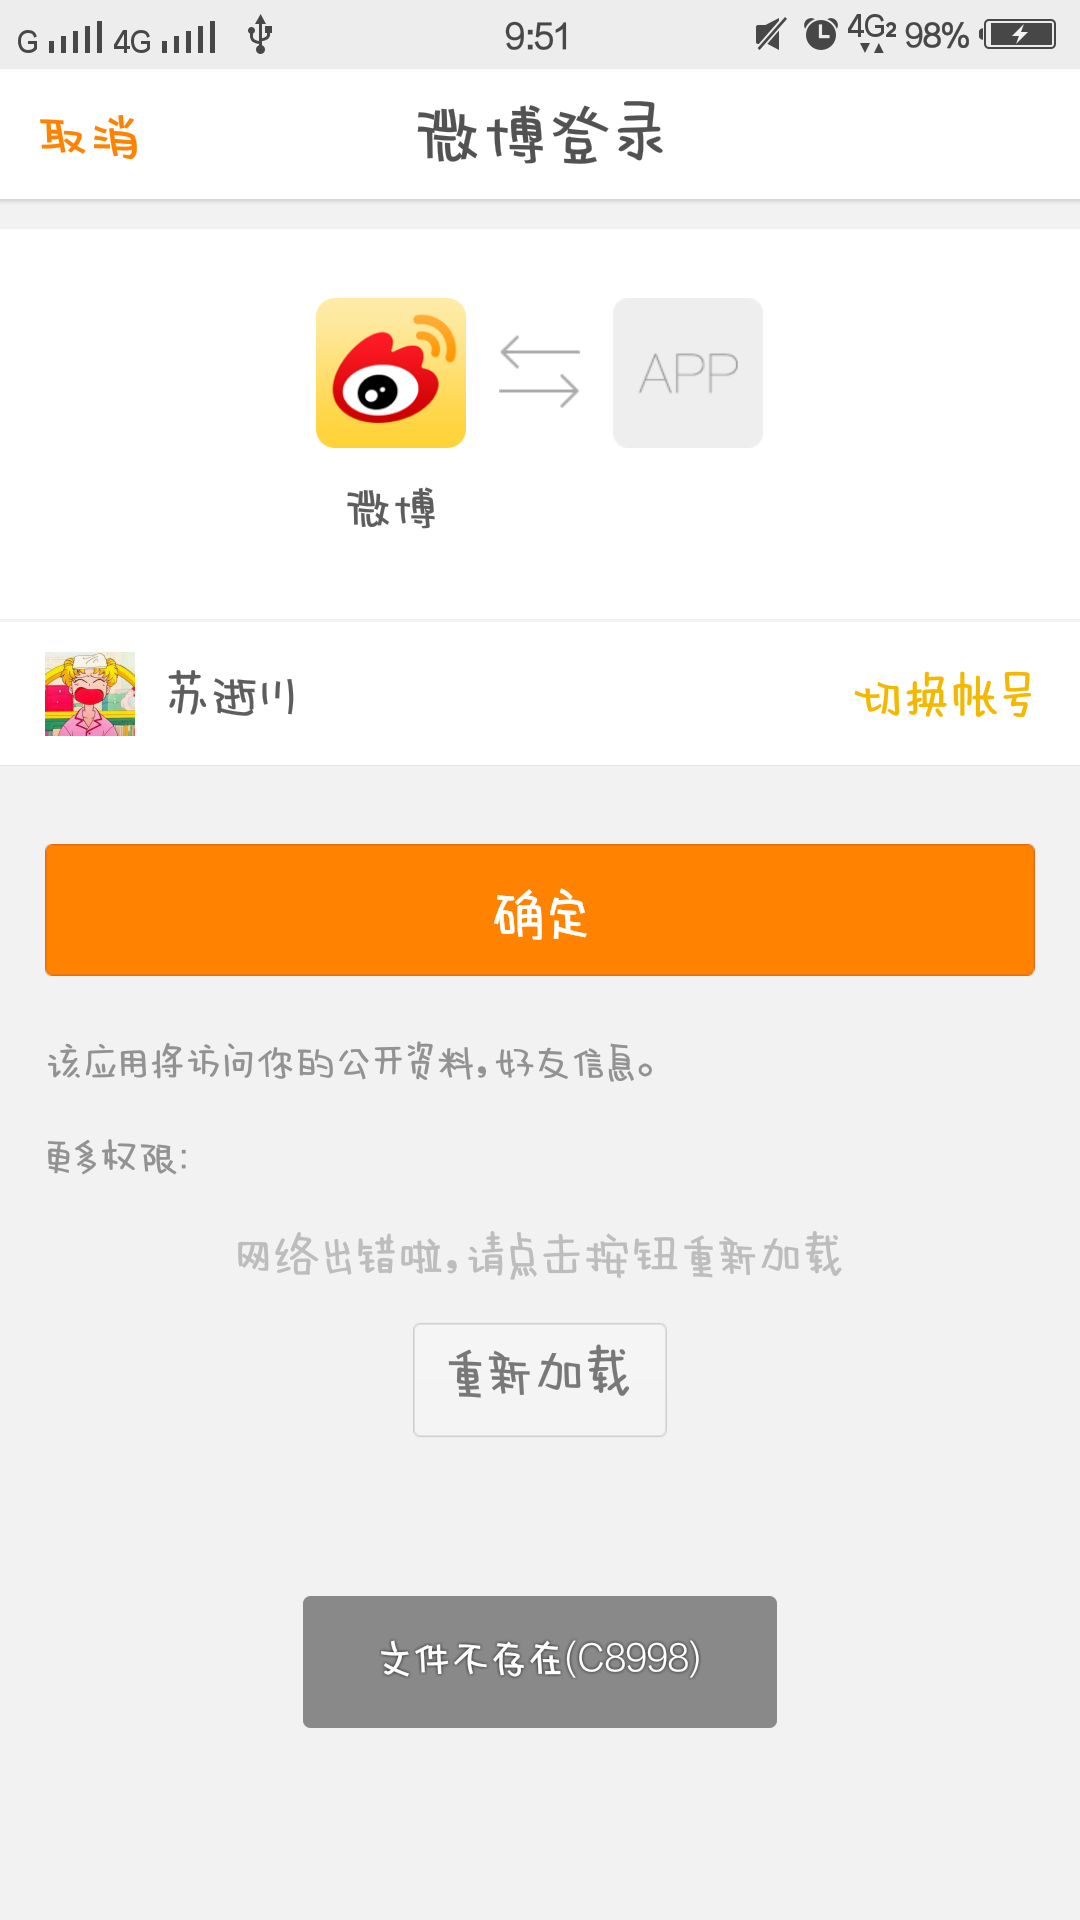 G 4G 9:51 4G2 98%
取消 微博登录
APP
微博
苏逝川 切换帐号
确定
该应用将访问你的公开资料,好友信息。
更多权限:
网络出错啦,请点击按钮重新加载
重新加载
文件不存在(C8998)